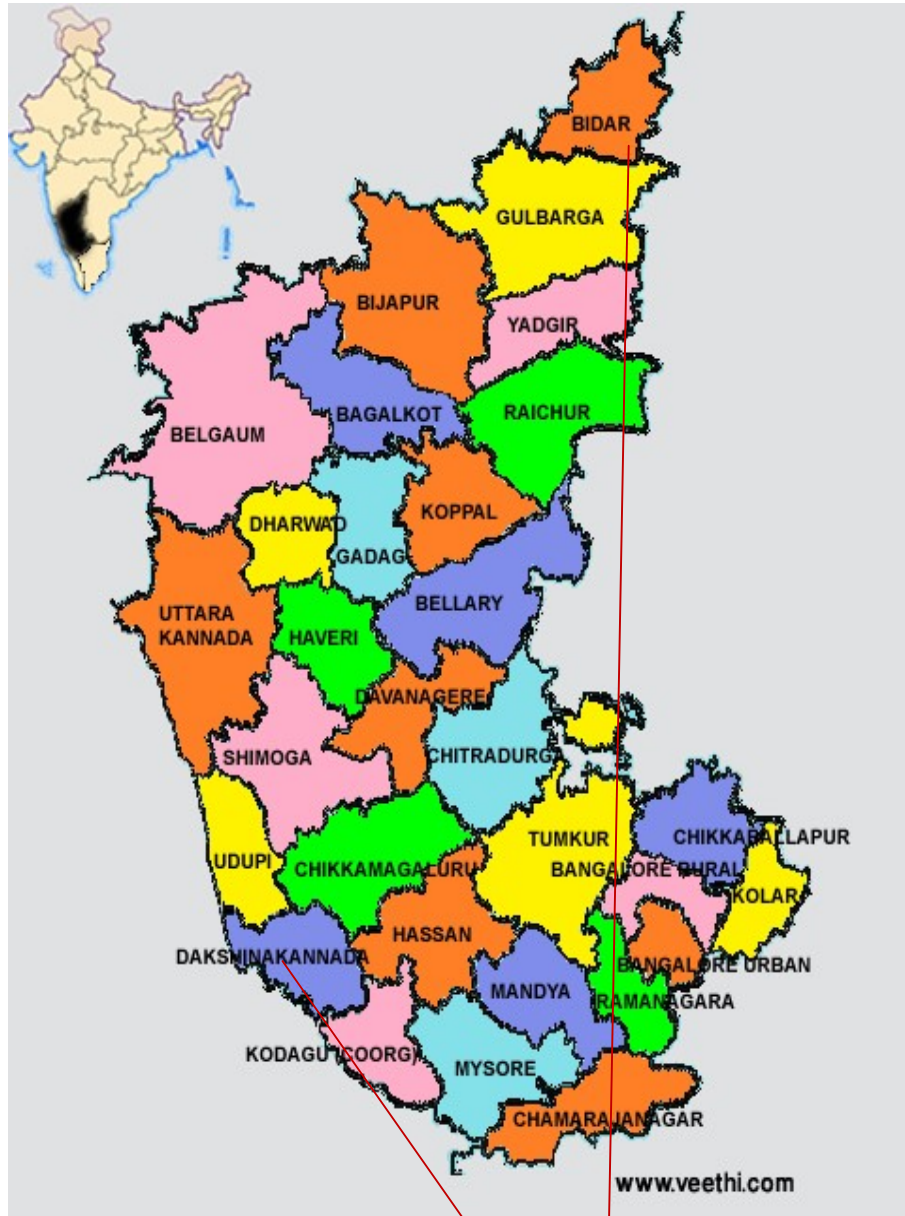 BIDAR
GULBARGA
BIJAPUR
YADGIR
BAGALKOT
RAICHUR
BELGAUM
KOPPAL
DHARWAD
GADAG
BELLARY
UTTARA
KANNADA
HAVERI
DAVANAGERE
SHIMOGA
CHITRADURGA
TUMKUR
CHIKKABALLAPUR
UDUPI
CHIKKAMAGALURU
BANGALORE RURAL
KOLAR
HASSAN
DAKSHINAKANNADA
BANGALORE URBAN
MANDYA
RAMANAGARA
KODAGU (COORG)
MYSORE
CHAMARAJANAGAR
www.veethi.com